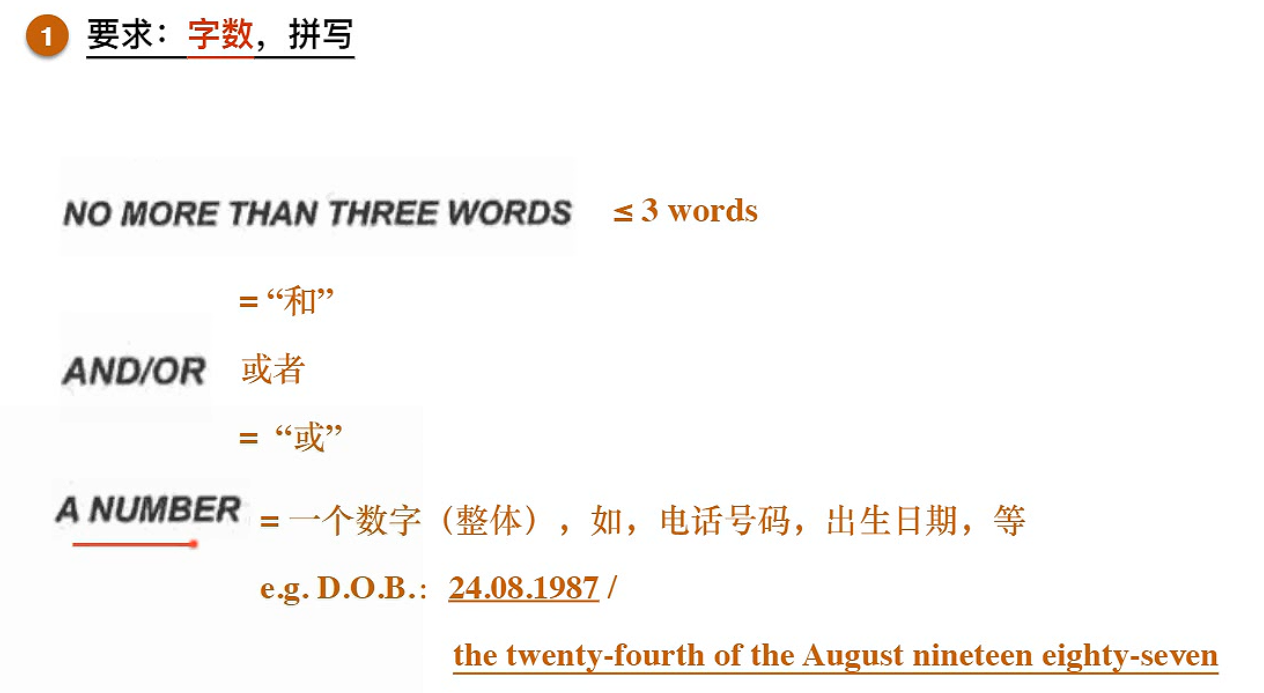 1 要求：字数，拼写
NO MORE THAN THREE WORDS ≤ 3 words
= “和”
AND/OR 或者
= “或”
A NUMBER = 一个数字（整体），如，电话号码，出生日期，等
e.g. D.O.B.: 24.08.1987 /
the twenty-fourth of the August nineteen eighty-seven